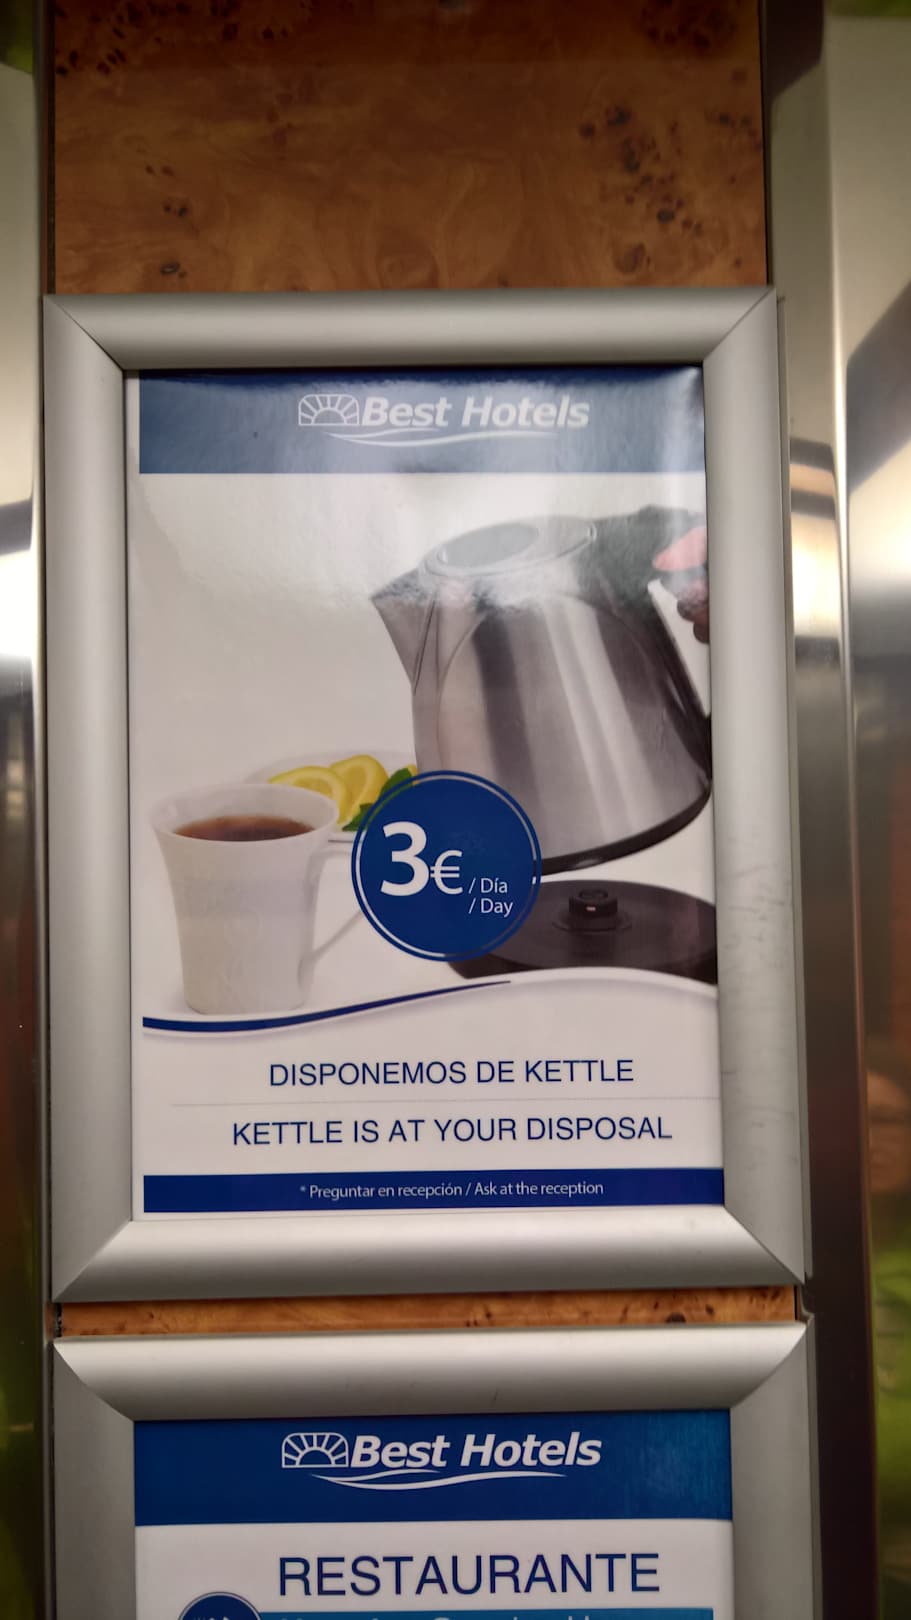 Best Hotels
3€ / Día
/ Day
DISPONEMOS DE KETTLE
KETTLE IS AT YOUR DISPOSAL
* Preguntar en recepción / Ask at the reception
Best Hotels
RESTAURANTE